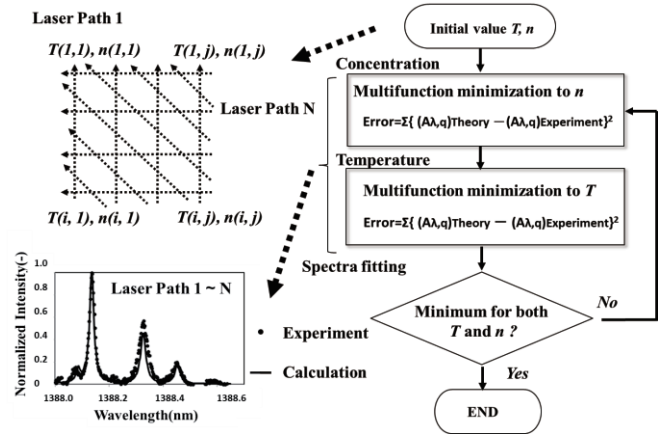 Laser Path 1
T(1,1), n(1,1) T(1, j), n(1, j)
Laser Path N
T(i, 1), n(i, 1) T(i, j), n(i, j)
Normalized Intensity(-)
1.0
0.8
0.6
0.4
0.2
0
1388.0 1388.2 1388.4 1388.6
Wavelength(nm)
Laser Path 1 ~ N
Experiment
Calculation
Initial value T, n
Concentration
Multifunction minimization to n
Error=Σ{ (Aλ,q)Theory −(Aλ,q)Experiment}²
Temperature
Multifunction minimization to T
Error=Σ{ (Aλ,q)Theory − (Aλ,q)Experiment}²
Spectra fitting
Minimum for both
T and n ?
No
Yes
END